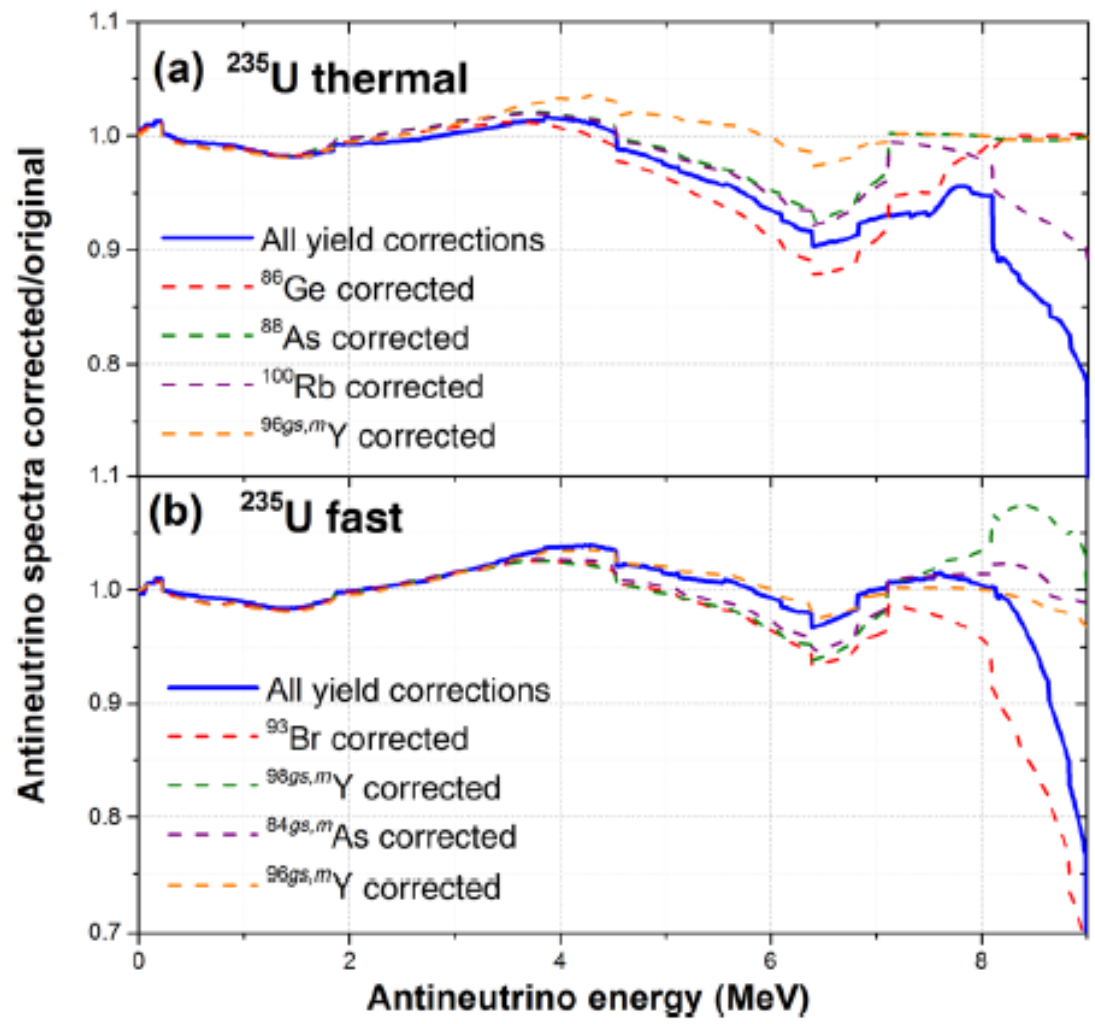 Antineutrino spectra corrected/original
1.1
(a) ²³⁵U thermal
1.0
0.9
0.8
All yield corrections
⁸⁶Ge corrected
⁸⁸As corrected
¹⁰⁰Rb corrected
⁹⁶ᵍˢ,ᵐY corrected
1.1
(b) ²³⁵U fast
1.0
0.9
0.8
0.7
All yield corrections
⁹³Br corrected
⁹⁸ᵍˢ,ᵐY corrected
⁸⁴ᵍˢ,ᵐAs corrected
⁹⁶ᵍˢ,ᵐY corrected
0 2 4 6 8
Antineutrino energy (MeV)